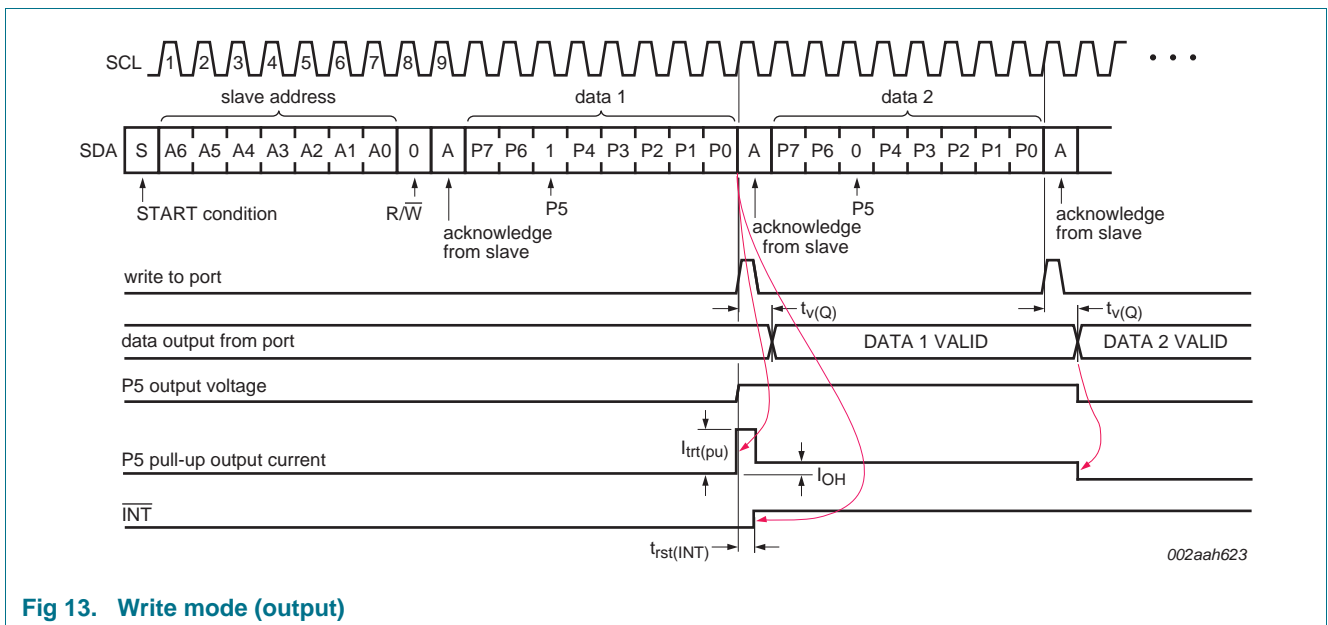 SCL 1 2 3 4 5 6 7 8 9
slave address data 1 data 2
SDA S A6 A5 A4 A3 A2 A1 A0 0 A P7 P6 1 P4 P3 P2 P1 P0 A P7 P6 0 P4 P3 P2 P1 P0 A
START condition
R/W̅
acknowledge
from slave
P5
acknowledge
from slave
P5
acknowledge
from slave
write to port
tv(Q) tv(Q)
data output from port DATA 1 VALID DATA 2 VALID
P5 output voltage
Itrt(pu)
P5 pull-up output current
IOH
I̅N̅T̅
trst(INT)
002aah623
Fig 13. Write mode (output)